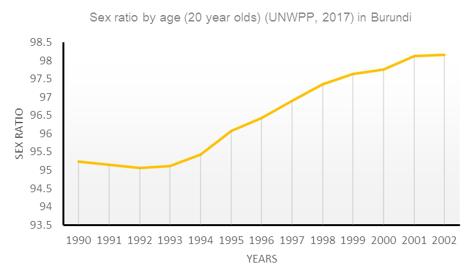 Sex ratio by age (20 year olds) (UNWPP, 2017) in Burundi
98.5
98
97.5
97
96.5
96
95.5
95
94.5
94
93.5
SEX RATIO
1990 1991 1992 1993 1994 1995 1996 1997 1998 1999 2000 2001 2002
YEARS